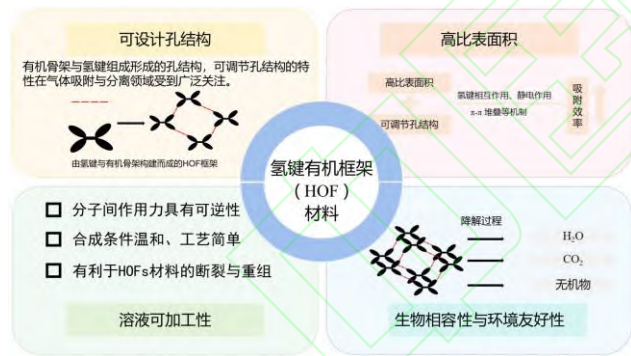 可设计孔结构
有机骨架与氢键组成形成的孔结构，可调节孔结构的特
性在气体吸附与分离领域受到广泛关注。
由氢键与有机骨架构建而成的HOF框架
高比表面积
高比表面积
可调节孔结构
氢键相互作用、静电作用
π-π 堆叠等机制
吸附效率
氢键有机框架
（HOF）
材料
分子间作用力具有可逆性
合成条件温和、工艺简单
有利于HOFs材料的断裂与重组
溶液可加工性
降解过程
H₂O
CO₂
无机物
生物相容性与环境友好性